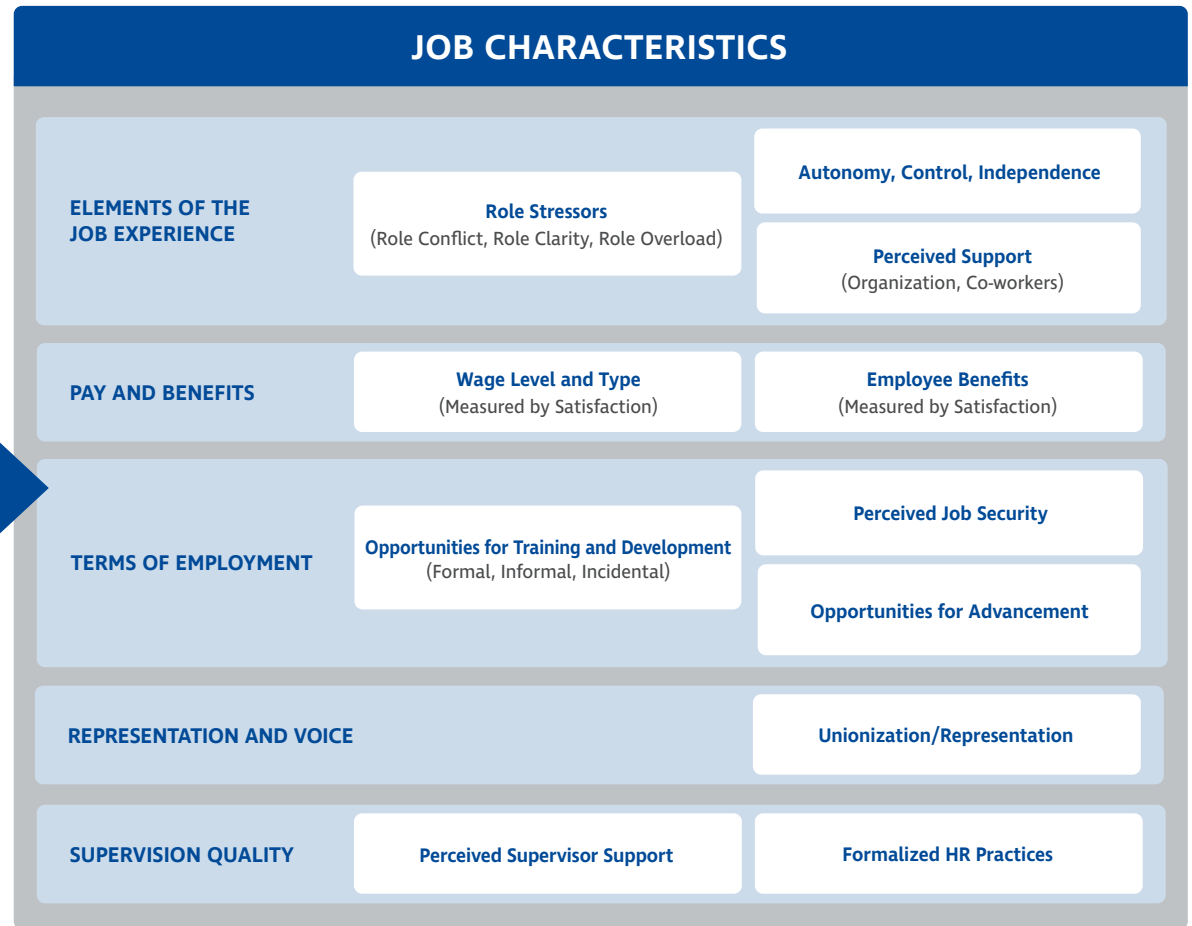 JOB CHARACTERISTICS
ELEMENTS OF THE
JOB EXPERIENCE
Role Stressors
(Role Conflict, Role Clarity, Role Overload)
Autonomy, Control, Independence
Perceived Support
(Organization, Co-workers)
PAY AND BENEFITS
Wage Level and Type
(Measured by Satisfaction)
Employee Benefits
(Measured by Satisfaction)
TERMS OF EMPLOYMENT
Opportunities for Training and Development
(Formal, Informal, Incidental)
Perceived Job Security
Opportunities for Advancement
REPRESENTATION AND VOICE
Unionization/Representation
SUPERVISION QUALITY
Perceived Supervisor Support
Formalized HR Practices